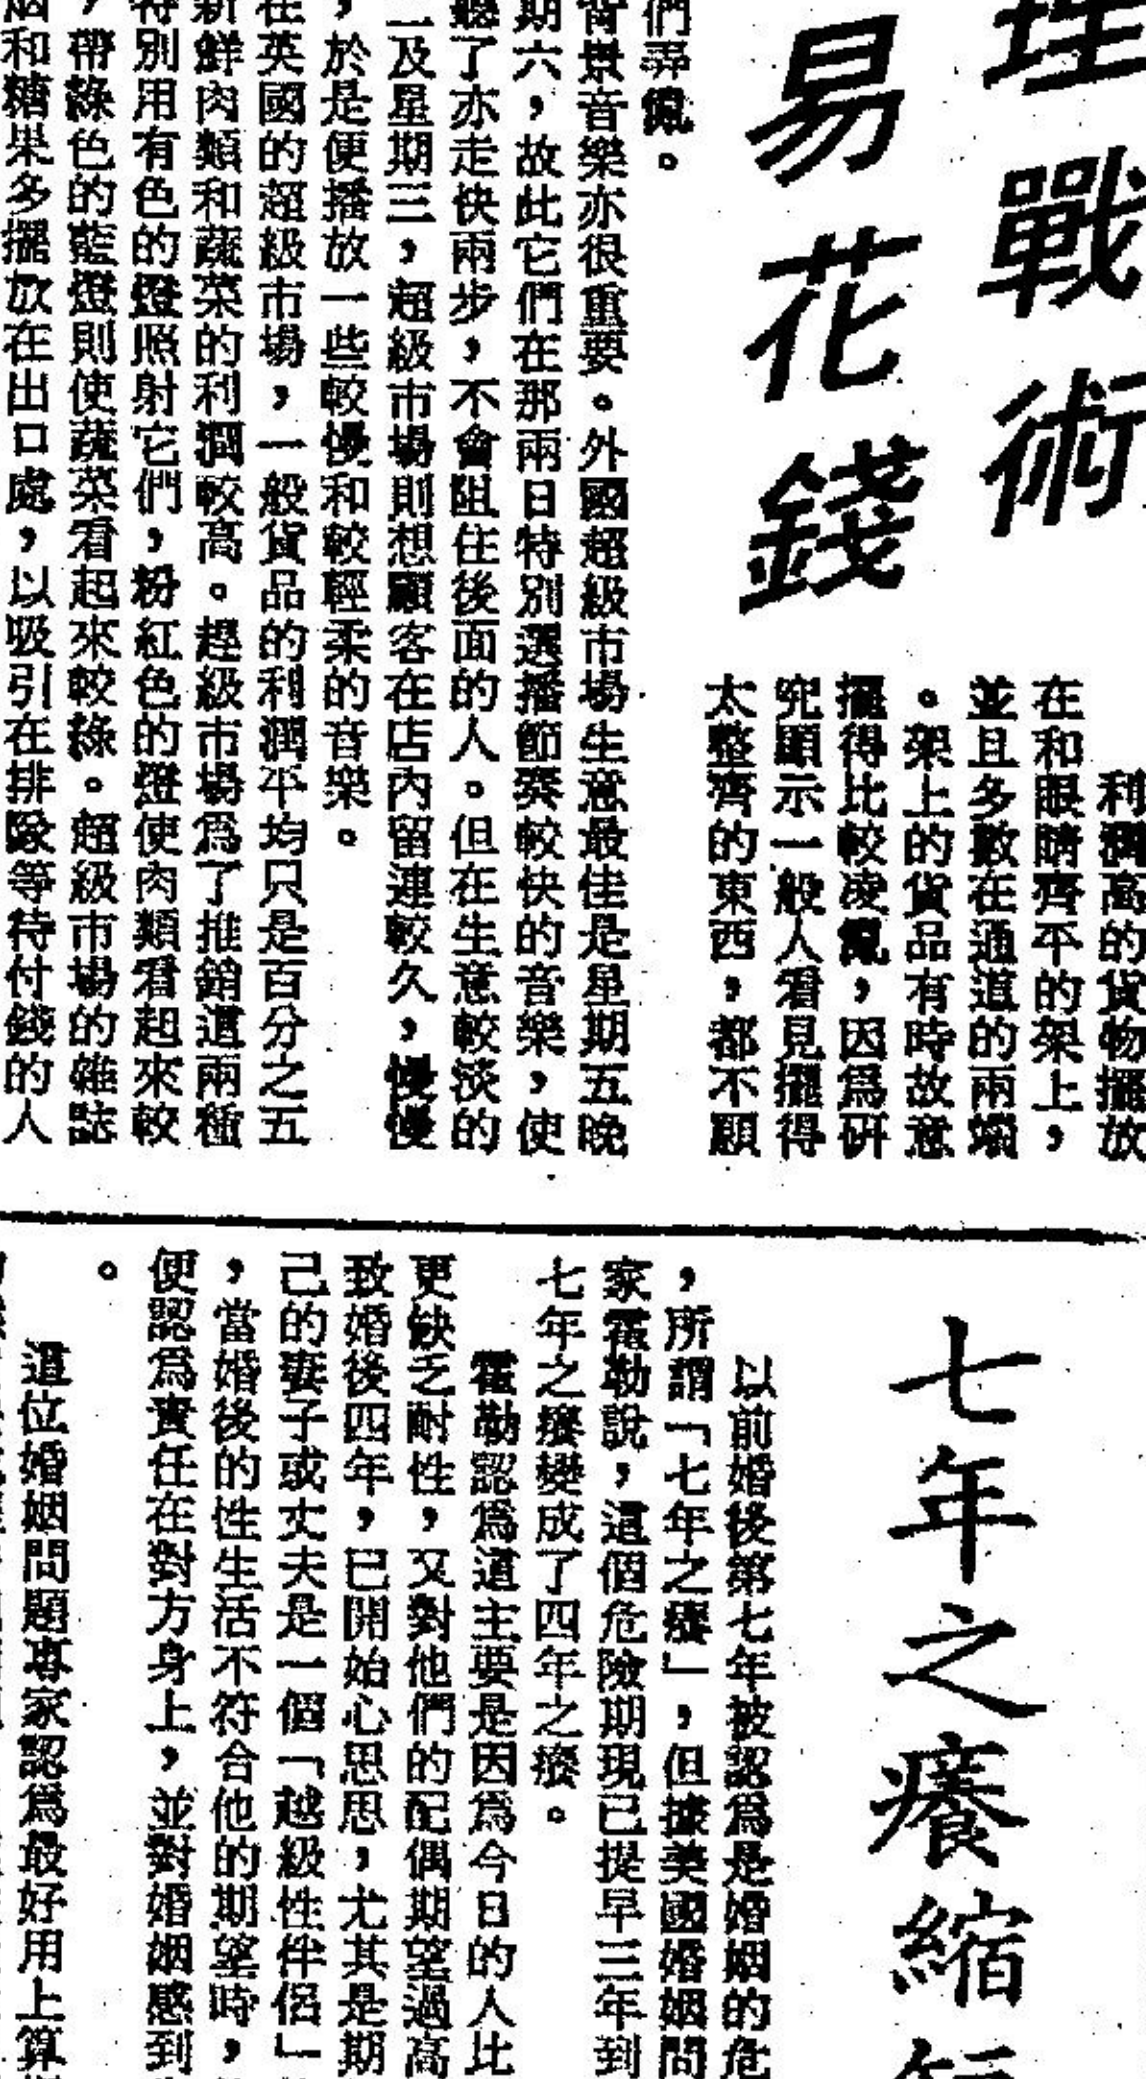 理戰術
易花錢
利潤高的貨物擺放
在和眼睛齊平的架上，
並且多數在通道的兩端
。架上的貨品有時故意
擺得比較凌亂，因爲研
究顯示一般人看見擺得
太整齊的東西，都不願
們弄亂。
背景音樂亦很重要。外國超級市場生意最佳是星期五晚
期六，故此它們在那兩日特別選播節奏較快的音樂，使
聽了亦走快兩步，不會阻住後面的人。但在生意較淡的
二及星期三，超級市場則想顧客在店內留連較久，慢慢
，於是便播放一些較慢和較輕柔的音樂。
在英國的超級市場，一般貨品的利潤平均只是百分之五
新鮮肉類和蔬菜的利潤較高。超級市場爲了推銷這兩種
特別用有色的燈照射它們，粉紅色的燈使肉類看起來較
，帶綠色的藍燈則使蔬菜看起來較綠。超級市場的雜誌
烟和糖果多擺放在出口處，以吸引在排隊等待付錢的人
七年之癢縮短
以前婚後第七年被認爲是婚姻的危
，所謂「七年之癢」，但據美國婚姻問
家霍勒說，這個危險期現已提早三年到
七年之癢變成了四年之癢。
霍勒認爲這主要是因爲今日的人比
更缺乏耐性，又對他們的配偶期望過高
致婚後四年，已開始心思思，尤其是期
己的妻子或丈夫是一個「越級性伴侶」
，當婚後的性生活不符合他的期望時，
便認爲責任在對方身上，並對婚姻感到
。
這位婚姻問題專家認爲最好用上算